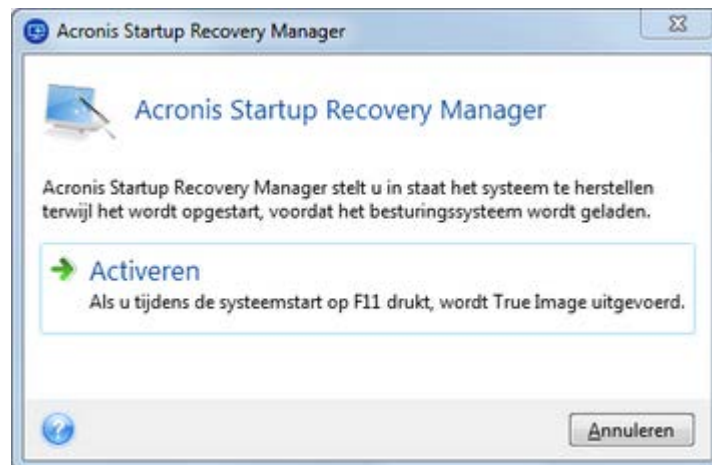 Acronis Startup Recovery Manager
Acronis Startup Recovery Manager
Acronis Startup Recovery Manager stelt u in staat het systeem te herstellen
terwijl het wordt opgestart, voordat het besturingssysteem wordt geladen.
Activeren
Als u tijdens de systeemstart op F11 drukt, wordt True Image uitgevoerd.
Annuleren